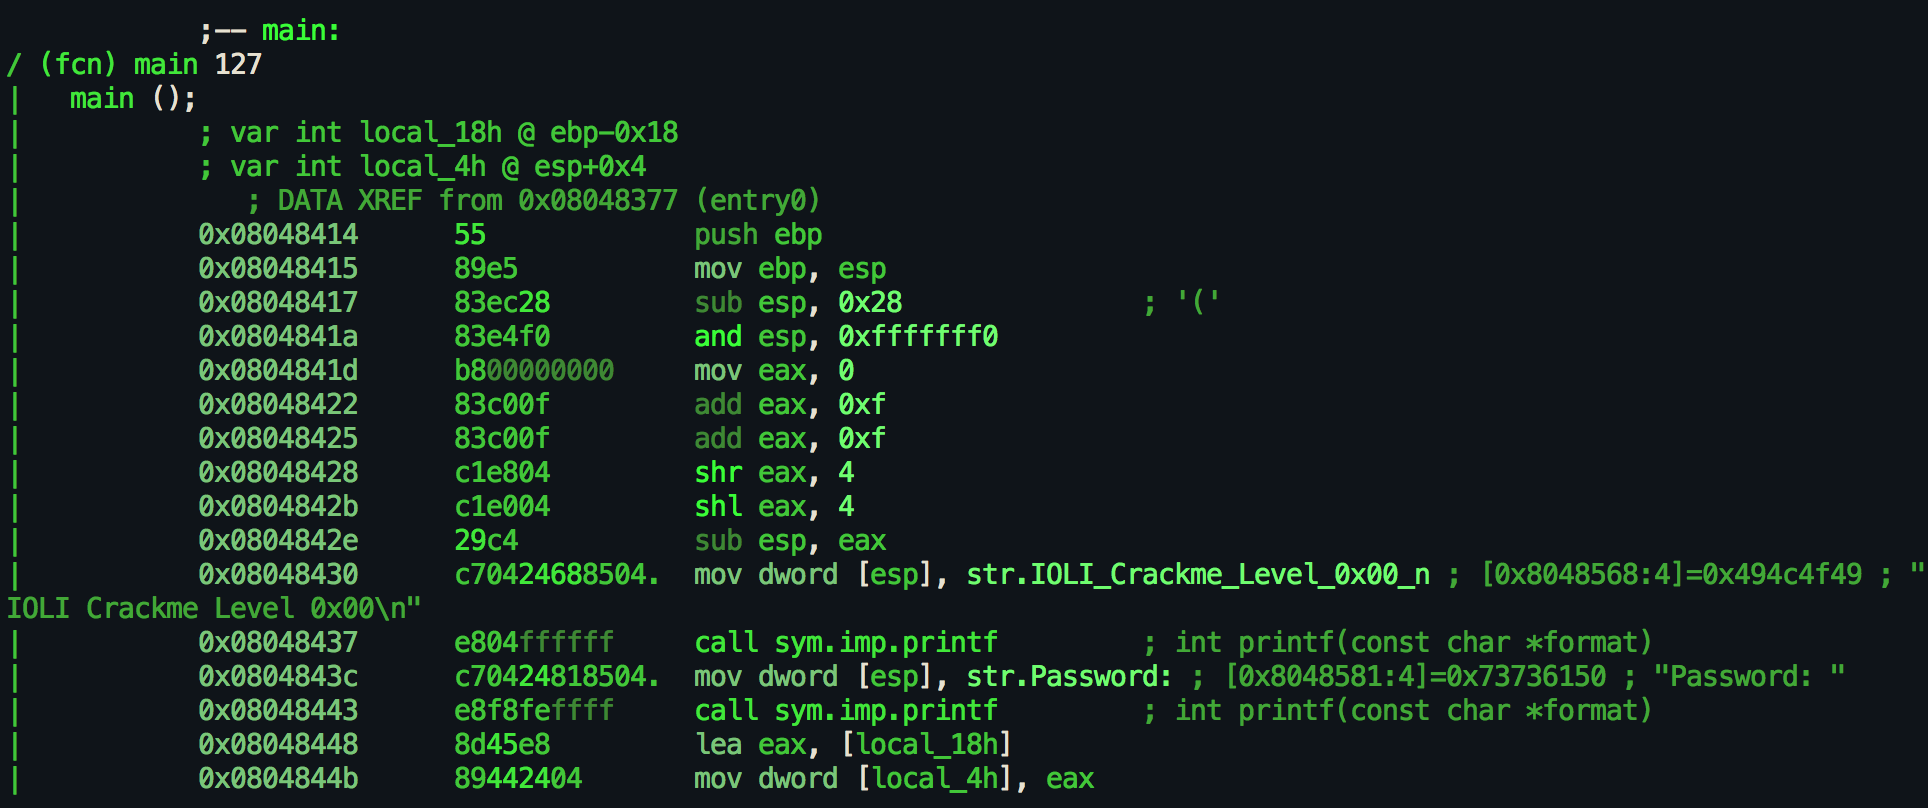 ;-- main:
/ (fcn) main 127
|   main ();
|           ; var int local_18h @ ebp-0x18
|           ; var int local_4h @ esp+0x4
|              ; DATA XREF from 0x08048377 (entry0)
|           0x08048414      55             push ebp
|           0x08048415      89e5           mov ebp, esp
|           0x08048417      83ec28         sub esp, 0x28               ; '('
|           0x0804841a      83e4f0         and esp, 0xfffffff0
|           0x0804841d      b800000000     mov eax, 0
|           0x08048422      83c00f         add eax, 0xf
|           0x08048425      83c00f         add eax, 0xf
|           0x08048428      c1e804         shr eax, 4
|           0x0804842b      c1e004         shl eax, 4
|           0x0804842e      29c4           sub esp, eax
|           0x08048430      c70424688504.  mov dword [esp], str.IOLI_Crackme_Level_0x00_n ; [0x8048568:4]=0x494c4f49 ; "
IOLI Crackme Level 0x00\n"
|           0x08048437      e804ffffff     call sym.imp.printf         ; int printf(const char *format)
|           0x0804843c      c70424818504.  mov dword [esp], str.Password: ; [0x8048581:4]=0x73736150 ; "Password: "
|           0x08048443      e8f8feffff     call sym.imp.printf         ; int printf(const char *format)
|           0x08048448      8d45e8         lea eax, [local_18h]
|           0x0804844b      89442404       mov dword [local_4h], eax